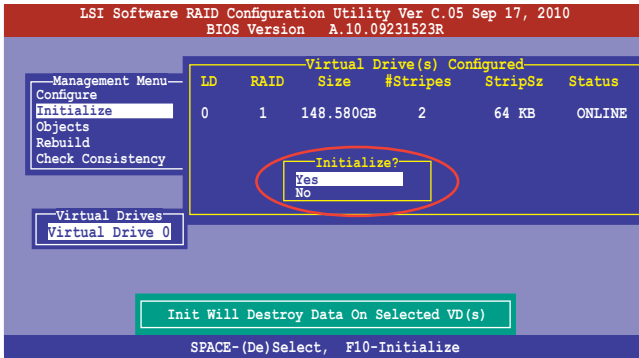 LSI Software RAID Configuration Utility Ver C.05 Sep 17, 2010
BIOS Version A.10.09231523R
Management Menu
Configure
Initialize
Objects
Rebuild
Check Consistency
Virtual Drive(s) Configured
LD RAID Size #Stripes StripSz Status
0 1 148.580GB 2 64 KB ONLINE
Initialize?
Yes
No
Virtual Drives
Virtual Drive 0
Init Will Destroy Data On Selected VD(s)
SPACE-(De)Select, F10-Initialize